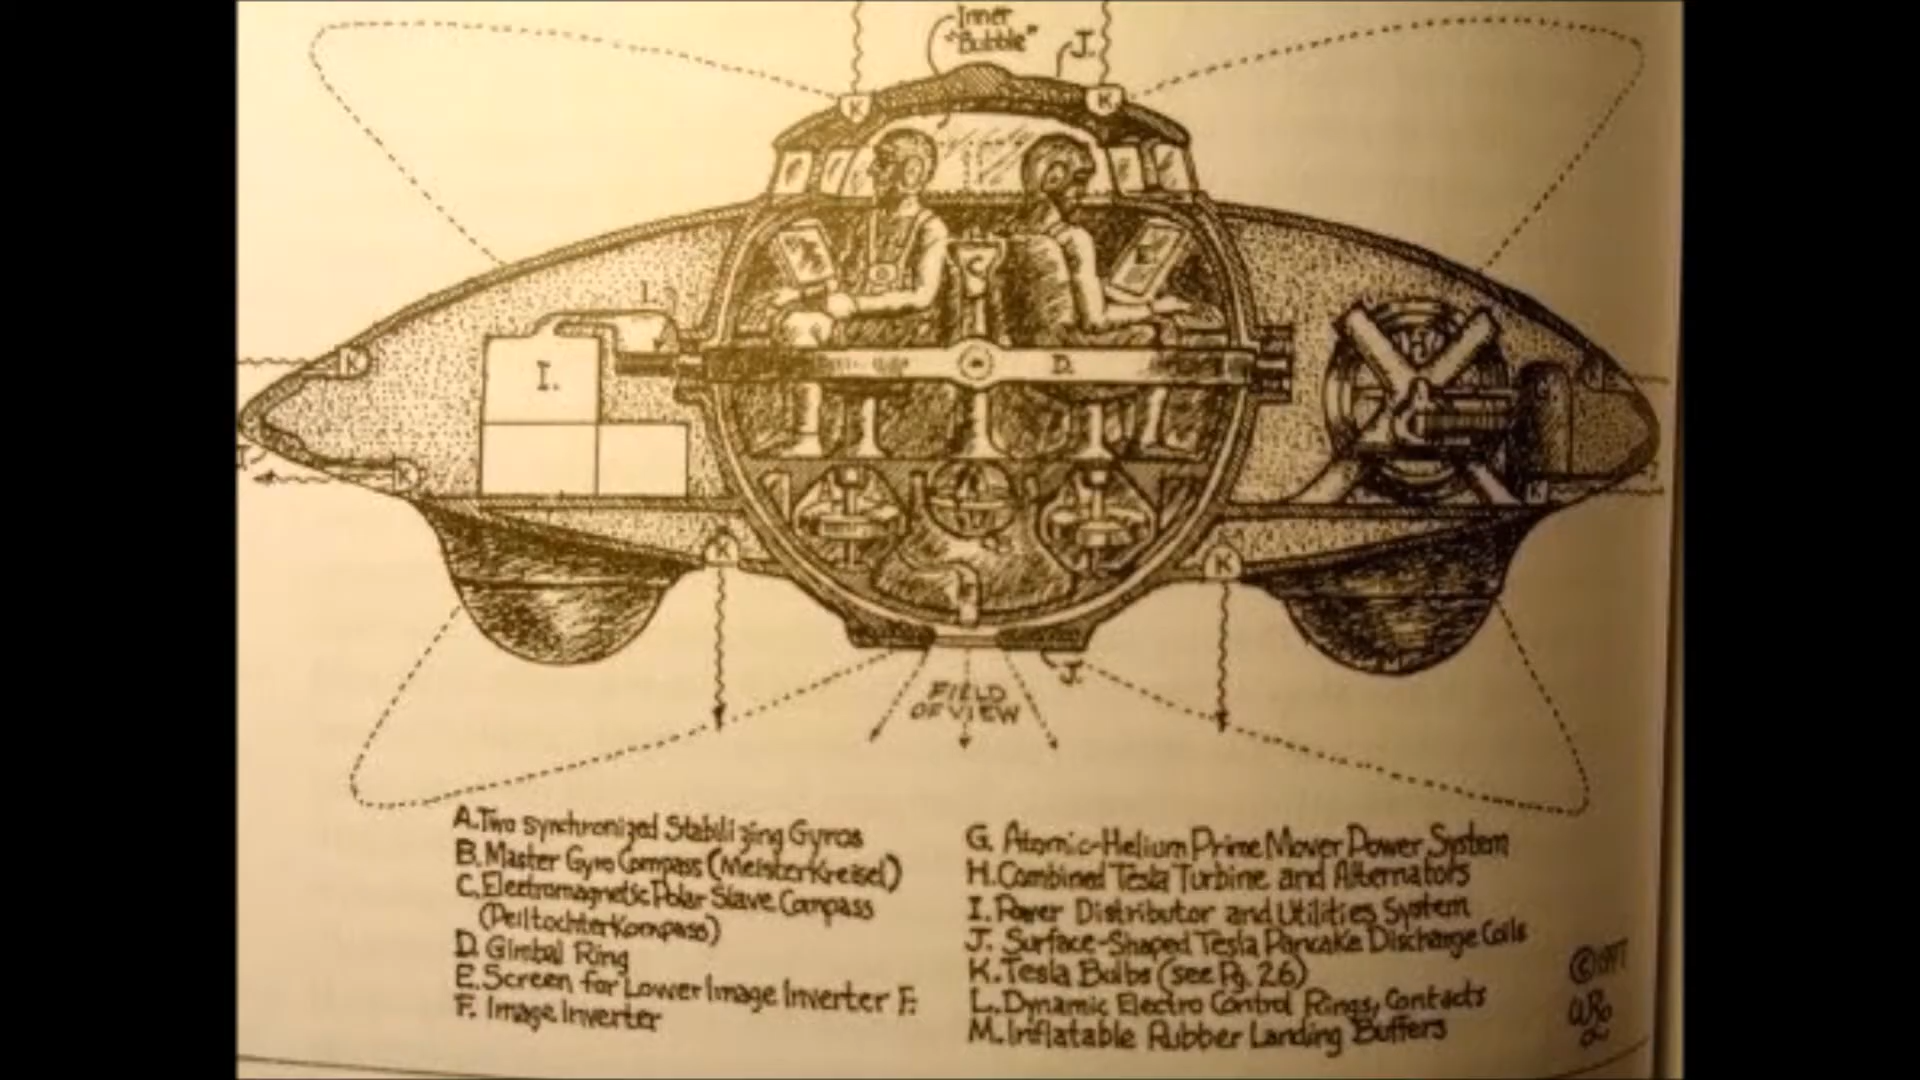 Inner
"Bubble"
J.
K
K
C
I.
D.
H
K
K
K
K
K
J.
FIELD
OF VIEW
A. Two synchronized Stabilizing Gyros
B. Master Gyro Compass (MeisterKreisel)
C. Electromagnetic Polar Slave Compass
(PeiltochterKompass)
D. Gimbal Ring
E. Screen for Lower Image Inverter F.
F. Image Inverter
G. Atomic-Helium Prime Mover Power System
H. Combined Tesla Turbine and Alternators
I. Power Distributor and Utilities System
J. Surface-Shaped Tesla Pancake Discharge Coils
K. Tesla Bulbs (see Pg. 26)
L. Dynamic Electro Control Rings, Contacts
M. Inflatable Rubber Landing Buffers